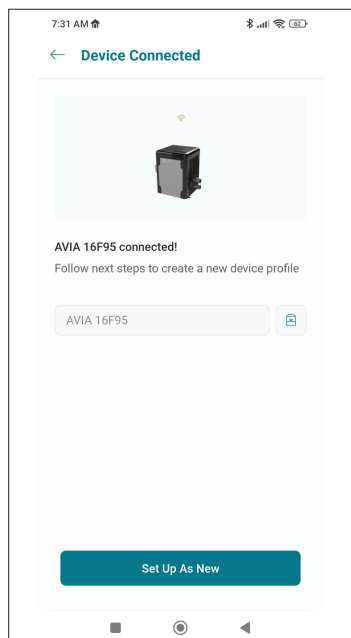 7:31 AM
62
Device Connected
AVIA 16F95 connected!
Follow next steps to create a new device profile
AVIA 16F95
Set Up As New